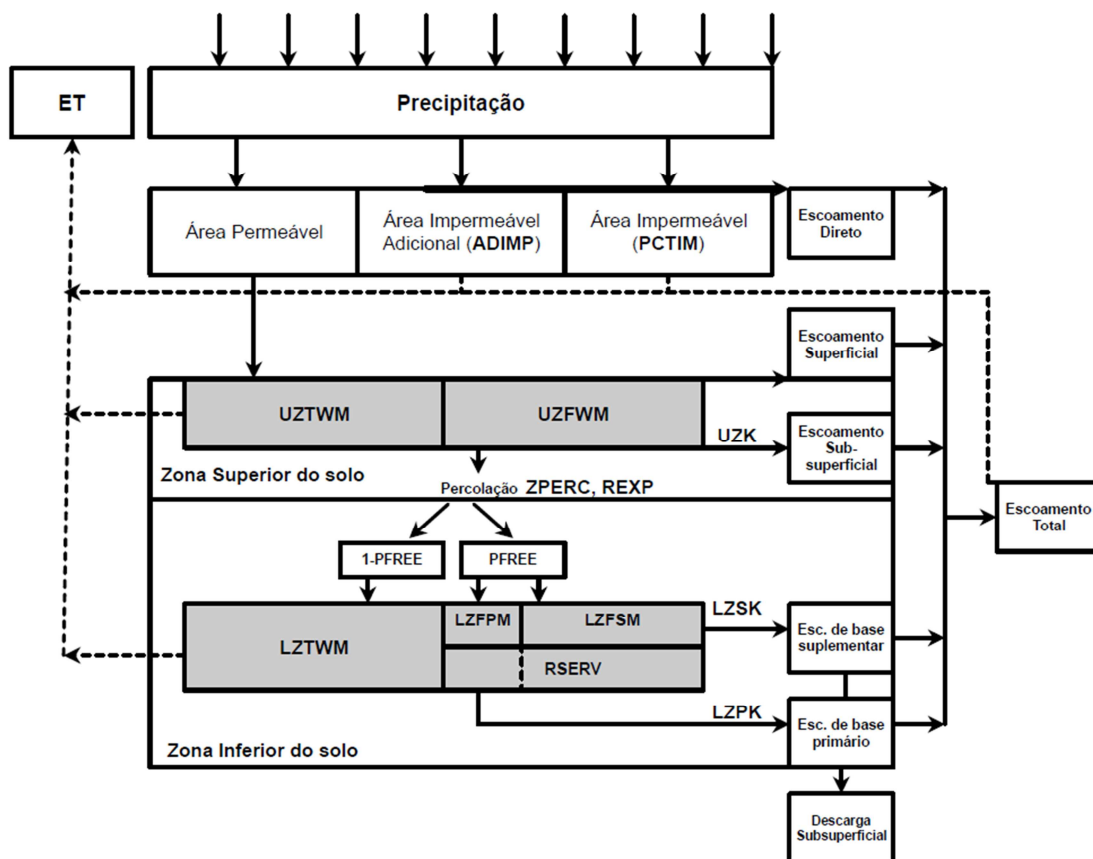 ET
Precipitação
Área Permeável
Área Impermeável
Adicional (ADIMP)
Área Impermeável
(PCTIM)
Escoamento
Direto
Escoamento
Superficial
UZTWM
UZFWM
UZK
Escoamento
Sub-
superficial
Zona Superior do solo
Percolação ZPERC, REXP
Escoamento
Total
1-PFREE
PFREE
LZTWM
LZFPM
LZFSM
RSERV
LZSK
Esc. de base
suplementar
LZPK
Esc. de base
primário
Zona Inferior do solo
Descarga
Subsuperficial